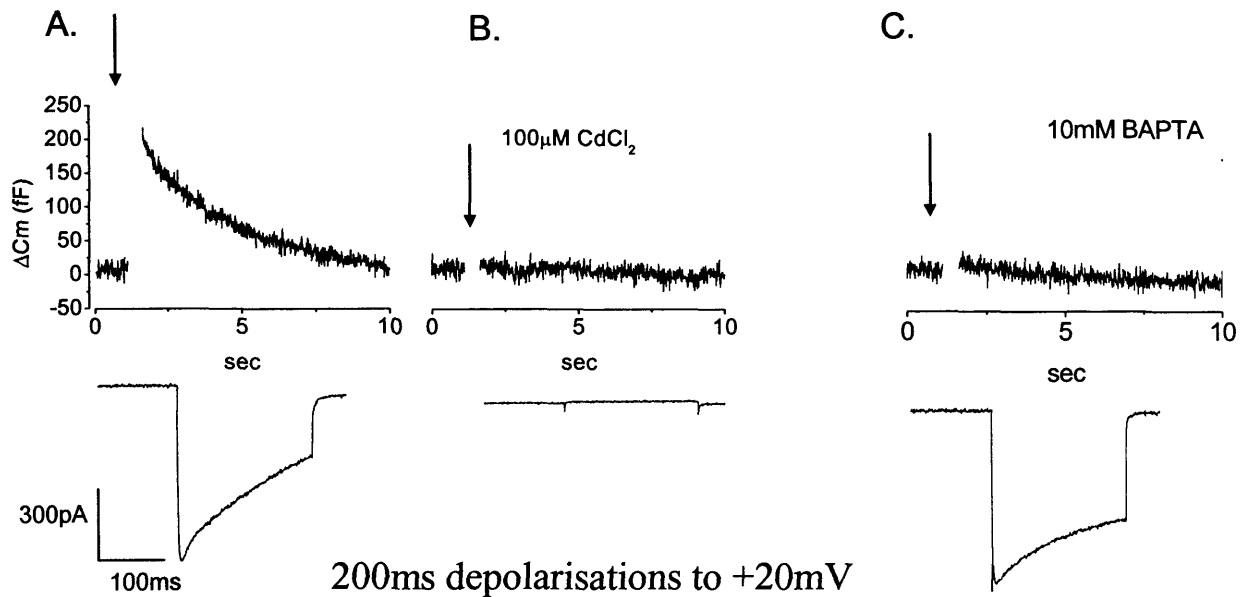 A.
B.
C.
ΔCm (fF)
250
200
150
100
50
0
-50
0 5 10
sec
100μM CdCl₂
0 5 10
sec
10mM BAPTA
0 5 10
sec
300pA
100ms
200ms depolarisations to +20mV